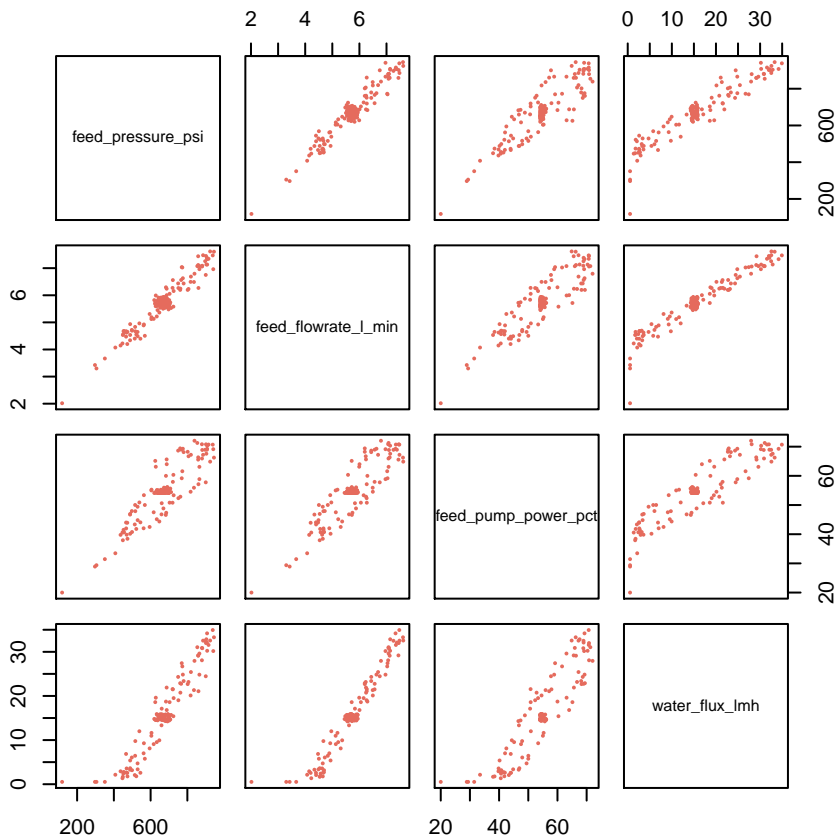 2 6
0 10 20 30
feed_pressure_psi
200 600
2 4 6
feed_flowrate_l_min
feed_pump_power_pct
20 40 60
0 10 20 30
water_flux_lmh
200 600
20 40 60